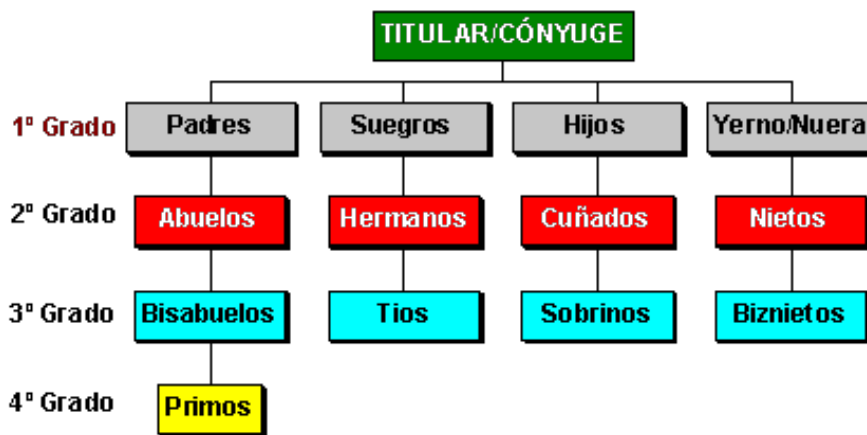 TITULAR/CÓNYUGE
1º Grado Padres Suegros Hijos Yerno/Nuera
2º Grado Abuelos Hermanos Cuñados Nietos
3º Grado Bisabuelos Tios Sobrinos Biznietos
4º Grado Primos